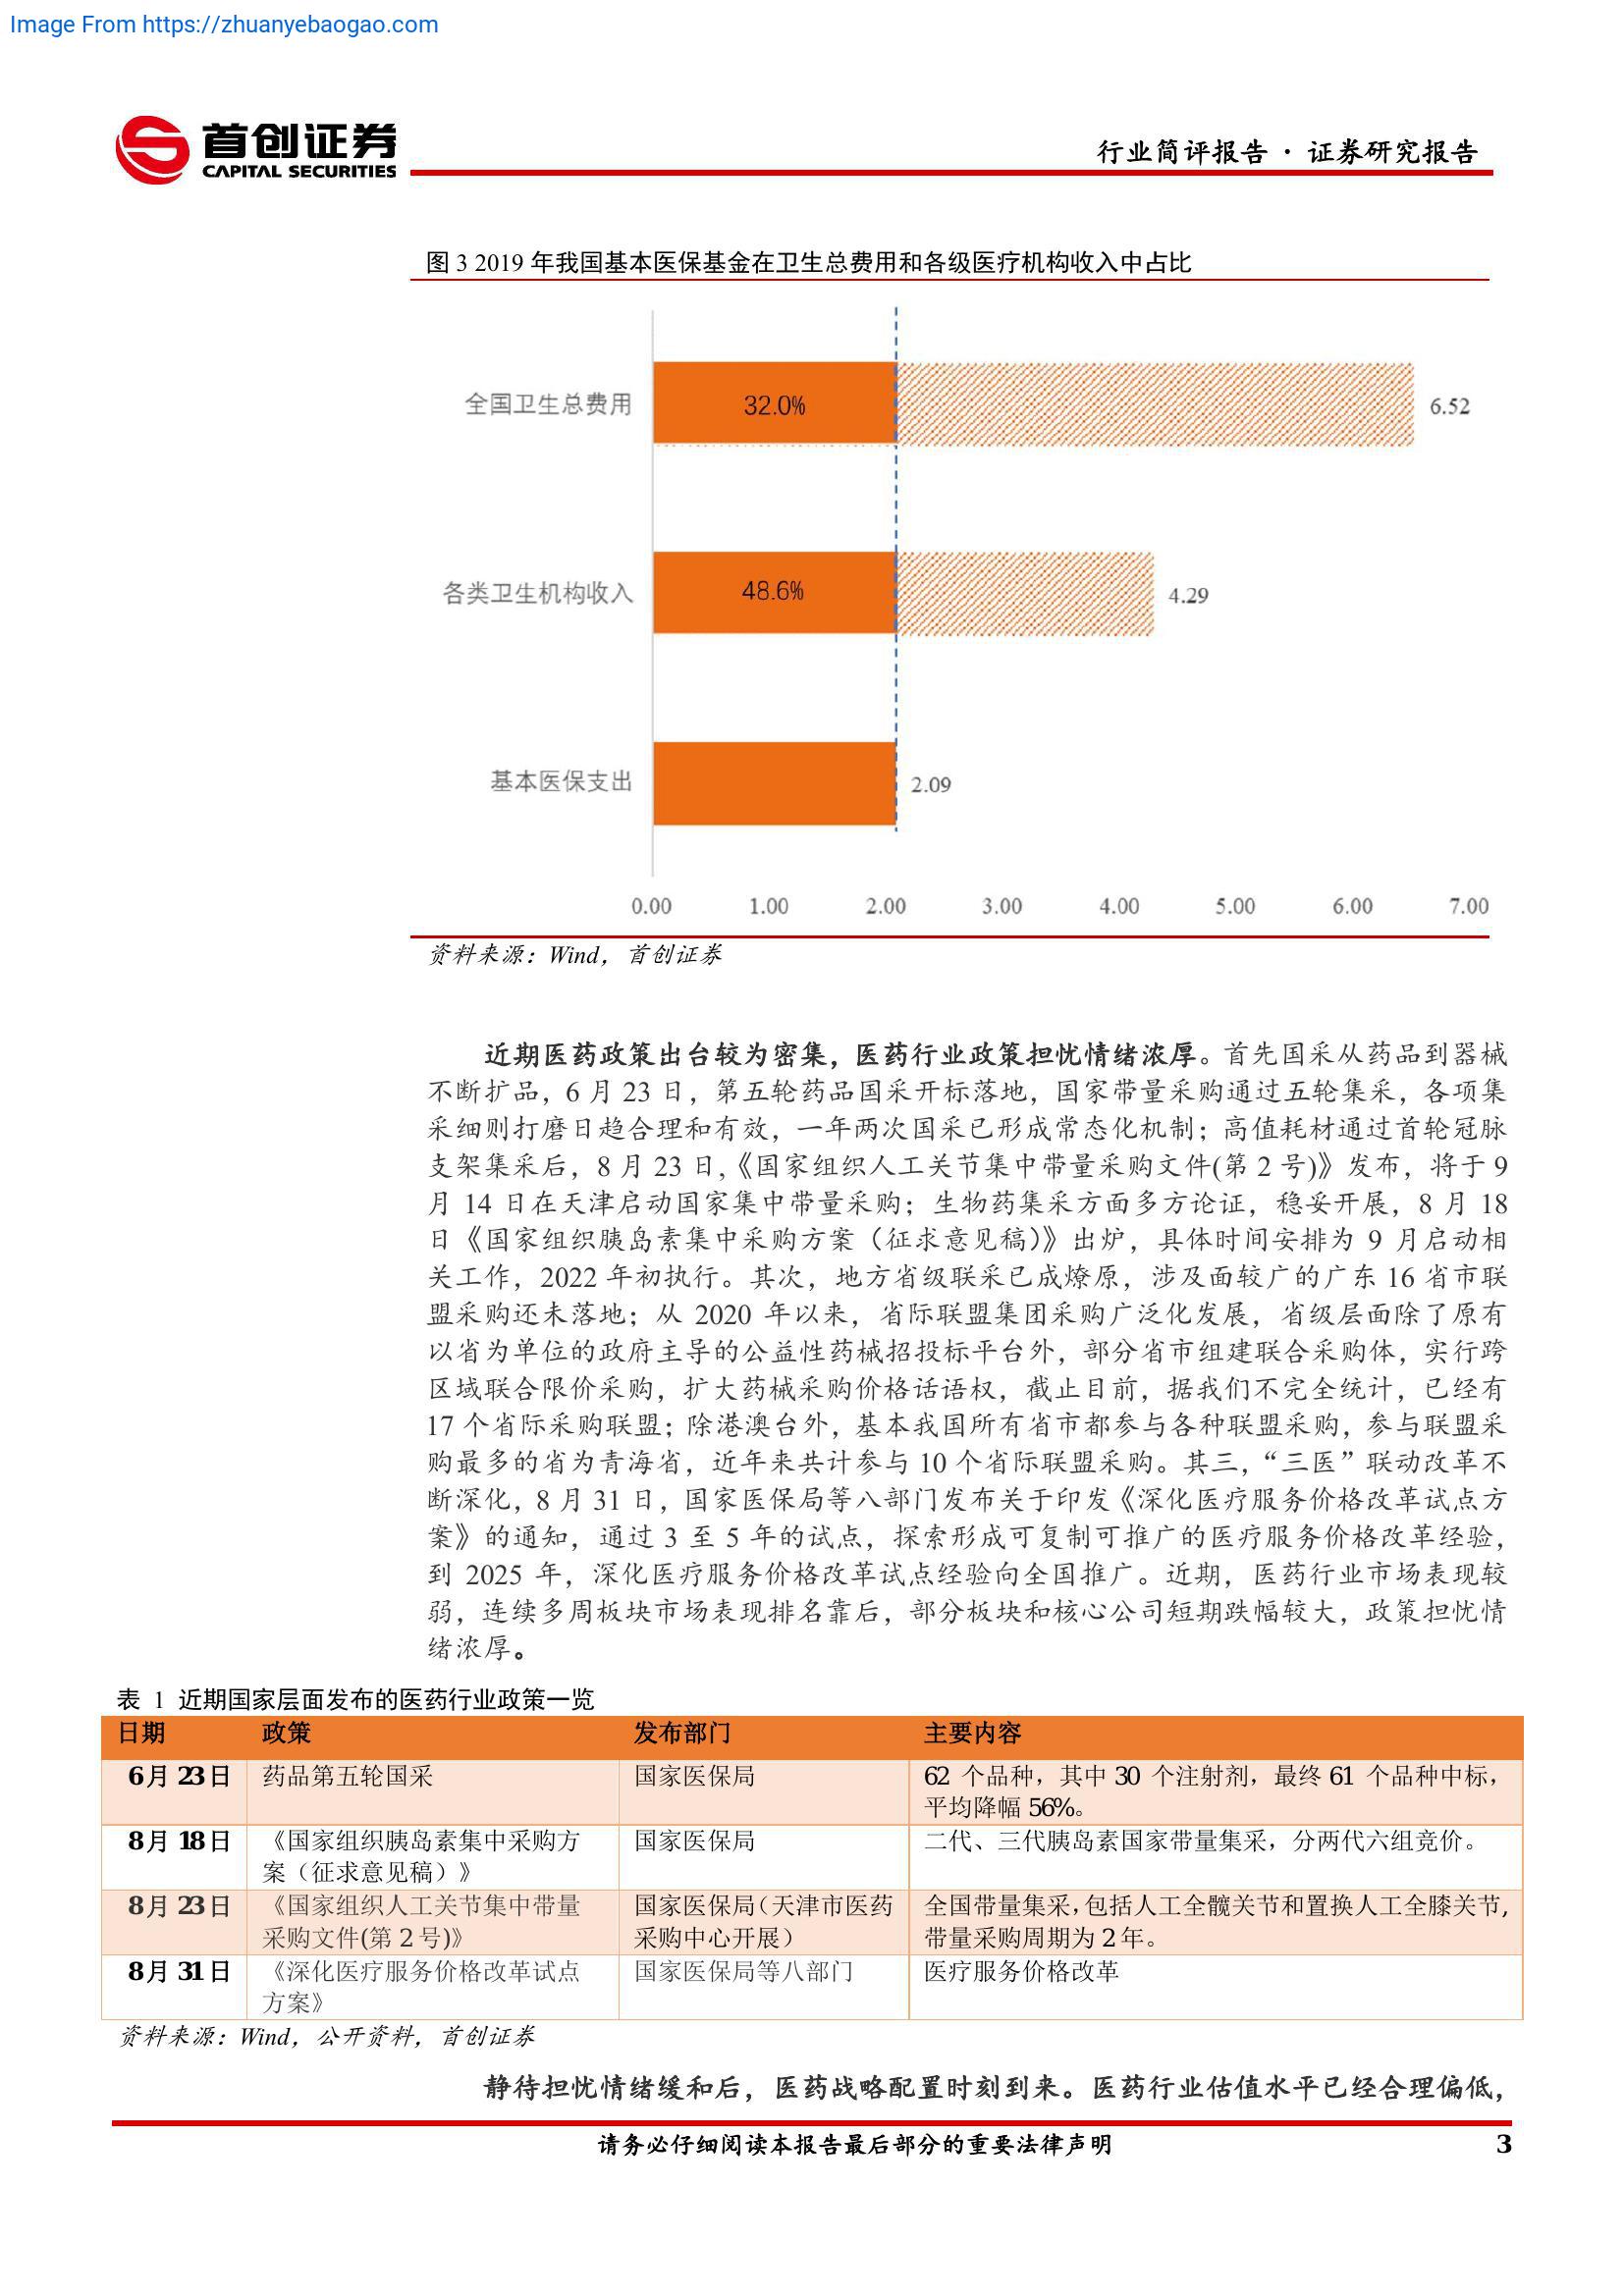 Image From https://zhuanyebaogao.com
首创证券
CAPITAL SECURITIES
行业简评报告 · 证券研究报告
图 3 2019 年我国基本医保基金在卫生总费用和各级医疗机构收入中占比
全国卫生总费用
32.0%
6.52
各类卫生机构收入
48.6%
4.29
基本医保支出
2.09
0.00 1.00 2.00 3.00 4.00 5.00 6.00 7.00
资料来源：Wind，首创证券
近期医药政策出台较为密集，医药行业政策担忧情绪浓厚。首先国采从药品到器械
不断扩品，6 月 23 日，第五轮药品国采开标落地，国家带量采购通过五轮集采，各项集
采细则打磨日趋合理和有效，一年两次国采已形成常态化机制；高值耗材通过首轮冠脉
支架集采后，8 月 23 日，《国家组织人工关节集中带量采购文件(第 2 号)》发布，将于 9
月 14 日在天津启动国家集中带量采购；生物药集采方面多方论证，稳妥开展，8 月 18
日《国家组织胰岛素集中采购方案（征求意见稿）》出炉，具体时间安排为 9 月启动相
关工作，2022 年初执行。其次，地方省级联采已成燎原，涉及面较广的广东 16 省市联
盟采购还未落地；从 2020 年以来，省际联盟集团采购广泛化发展，省级层面除了原有
以省为单位的政府主导的公益性药械招投标平台外，部分省市组建联合采购体，实行跨
区域联合限价采购，扩大药械采购价格话语权，截止目前，据我们不完全统计，已经有
17 个省际采购联盟；除港澳台外，基本我国所有省市都参与各种联盟采购，参与联盟采
购最多的省为青海省，近年来共计参与 10 个省际联盟采购。其三，“三医”联动改革不
断深化，8 月 31 日，国家医保局等八部门发布关于印发《深化医疗服务价格改革试点方
案》的通知，通过 3 至 5 年的试点，探索形成可复制可推广的医疗服务价格改革经验，
到 2025 年，深化医疗服务价格改革试点经验向全国推广。近期，医药行业市场表现较
弱，连续多周板块市场表现排名靠后，部分板块和核心公司短期跌幅较大，政策担忧情
绪浓厚。
表 1 近期国家层面发布的医药行业政策一览
日期 政策 发布部门 主要内容
6月 23日 药品第五轮国采 国家医保局 62 个品种，其中 30 个注射剂，最终 61 个品种中标，
平均降幅 56%。
8月 18日 《国家组织胰岛素集中采购方 国家医保局 二代、三代胰岛素国家带量集采，分两代六组竞价。
案（征求意见稿）》
8月 23日 《国家组织人工关节集中带量 国家医保局（天津市医药 全国带量集采，包括人工全髋关节和置换人工全膝关节，
采购文件(第 2 号)》 采购中心开展） 带量采购周期为 2 年。
8月 31日 《深化医疗服务价格改革试点 国家医保局等八部门 医疗服务价格改革
方案》
资料来源：Wind，公开资料，首创证券
静待担忧情绪缓和后，医药战略配置时刻到来。医药行业估值水平已经合理偏低，
请务必仔细阅读本报告最后部分的重要法律声明 3